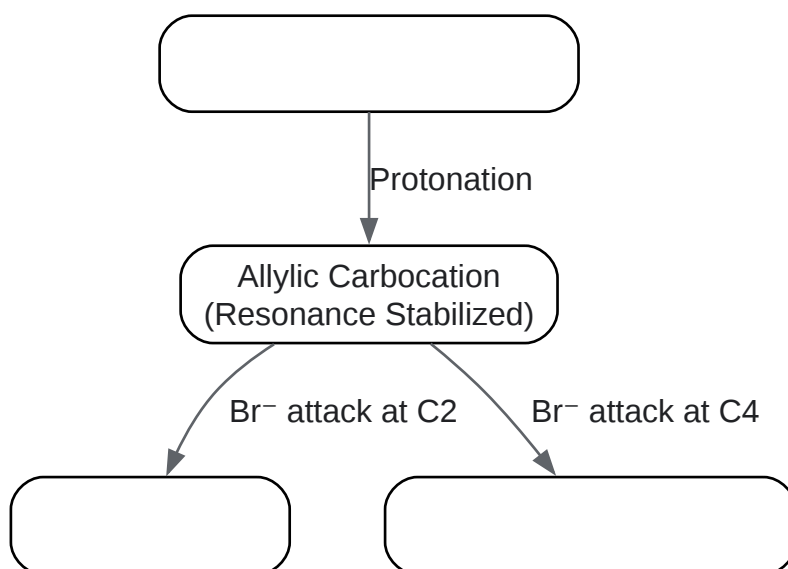 Protonation
Allylic Carbocation
(Resonance Stabilized)
Br⁻ attack at C2
Br⁻ attack at C4